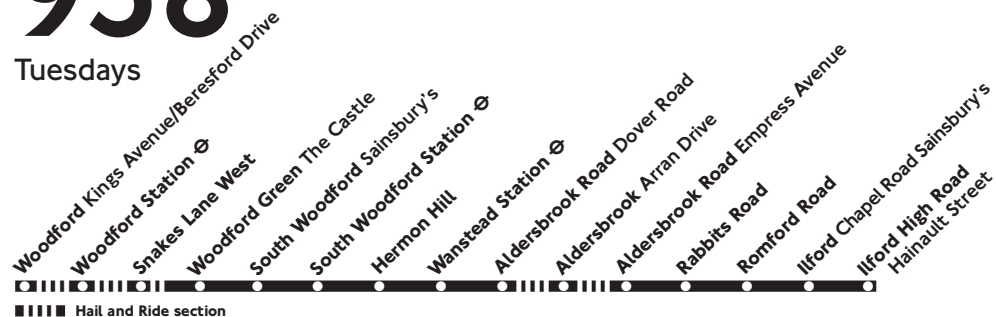 958
Tuesdays
Woodford Kings Avenue/Beresford Drive
Woodford Station
Snakes Lane West
Woodford Green The Castle
South Woodford Sainsbury's
South Woodford Station
Hermon Hill
Wanstead Station
Aldersbrook Road Dover Road
Aldersbrook Arran Drive
Aldersbrook Road Empress Avenue
Rabbits Road
Romford Road
Ilford Chapel Road Sainsbury's
Ilford High Road
Hainault Street
Hail and Ride section